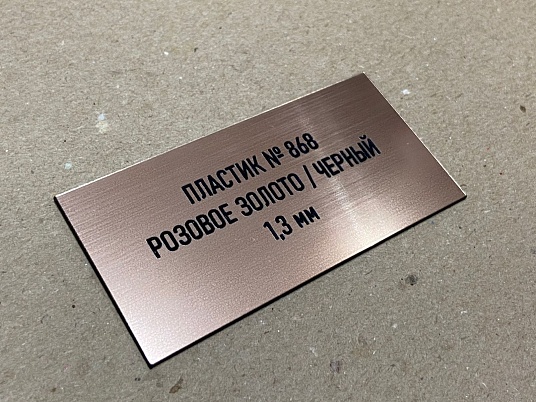 ПЛАСТИК № 868
РОЗОВОЕ ЗОЛОТО / ЧЕРНЫЙ
1,3 мм